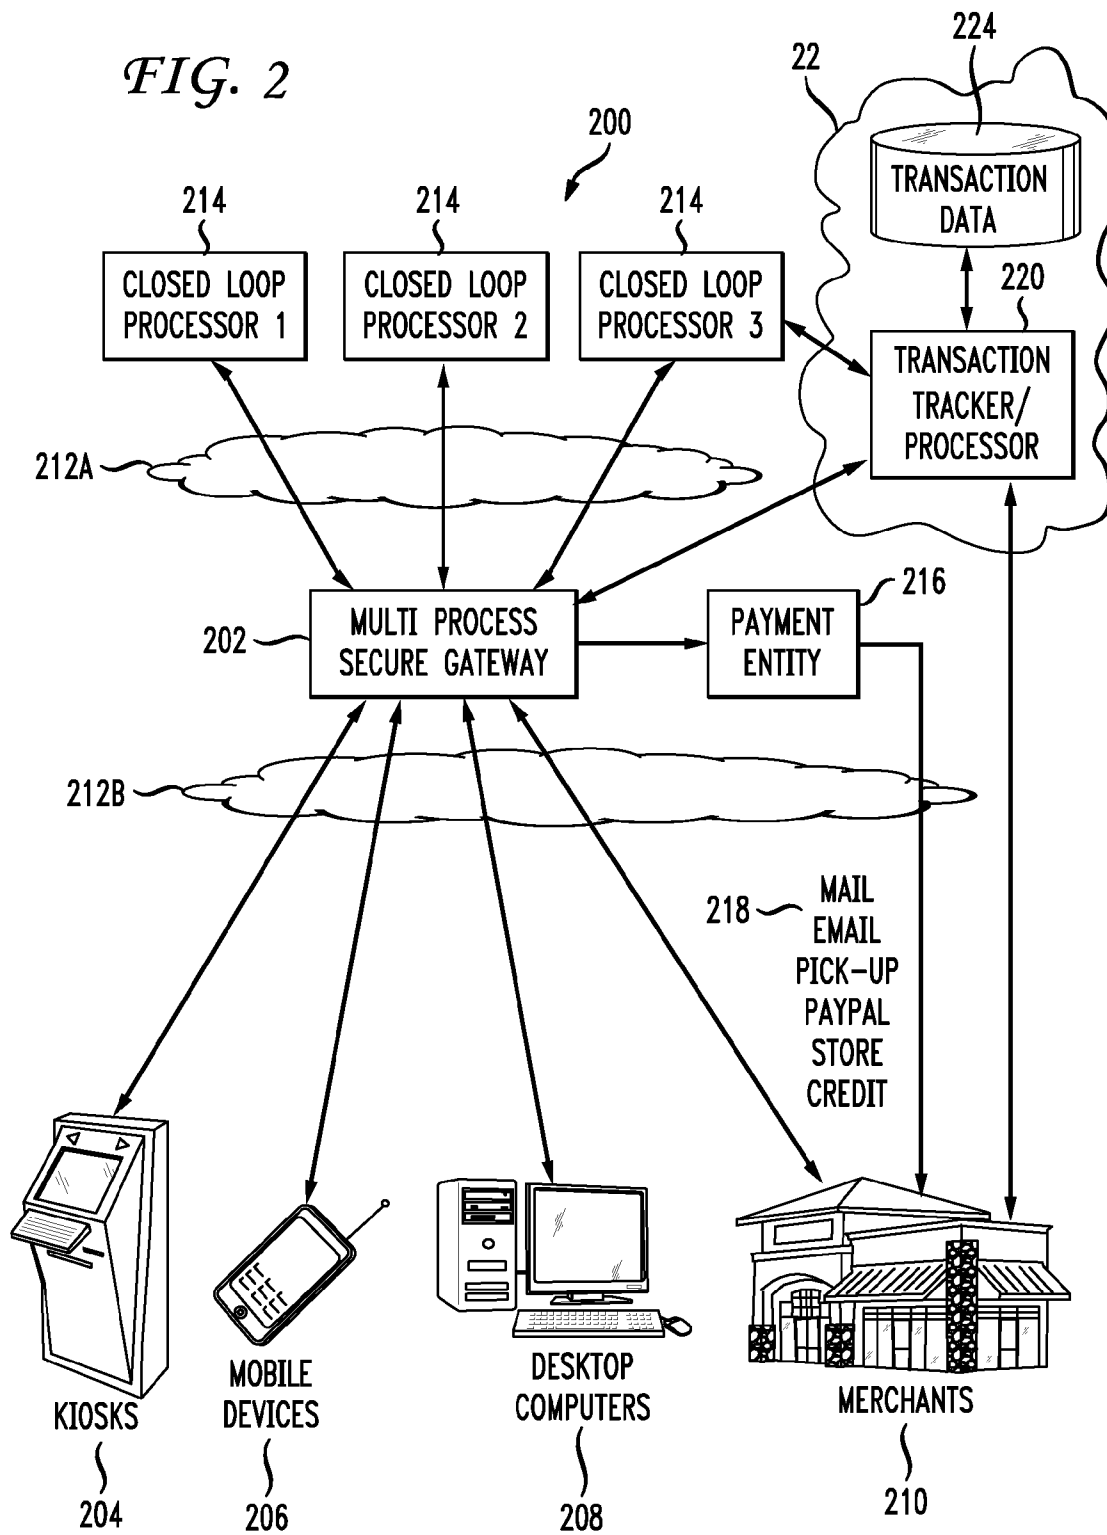 FIG. 2
224
22
200
TRANSACTION
DATA
214
214
214
220
CLOSED LOOP
PROCESSOR 1
CLOSED LOOP
PROCESSOR 2
CLOSED LOOP
PROCESSOR 3
TRANSACTION
TRACKER/
PROCESSOR
212A
216
202
MULTI PROCESS
SECURE GATEWAY
PAYMENT
ENTITY
212B
218
MAIL
EMAIL
PICK-UP
PAYPAL
STORE
CREDIT
KIOSKS
MOBILE
DEVICES
DESKTOP
COMPUTERS
MERCHANTS
204
206
208
210